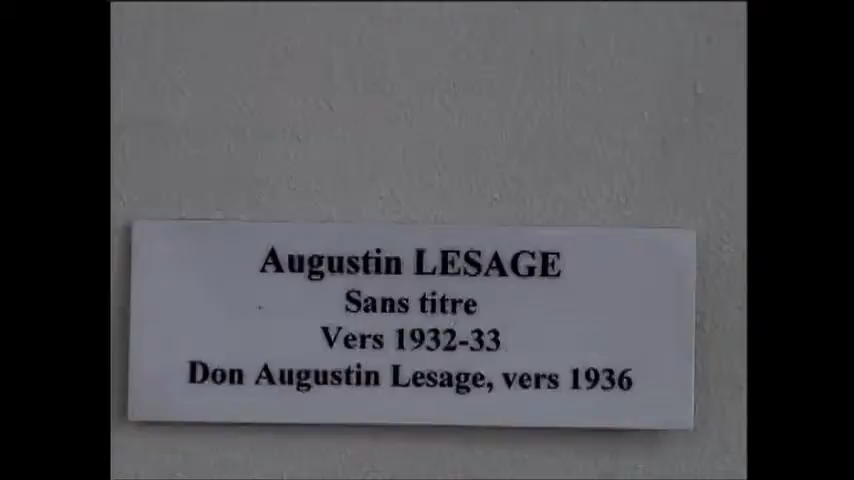 Augustin LESAGE
Sans titre
Vers 1932-33
Don Augustin Lesage, vers 1936